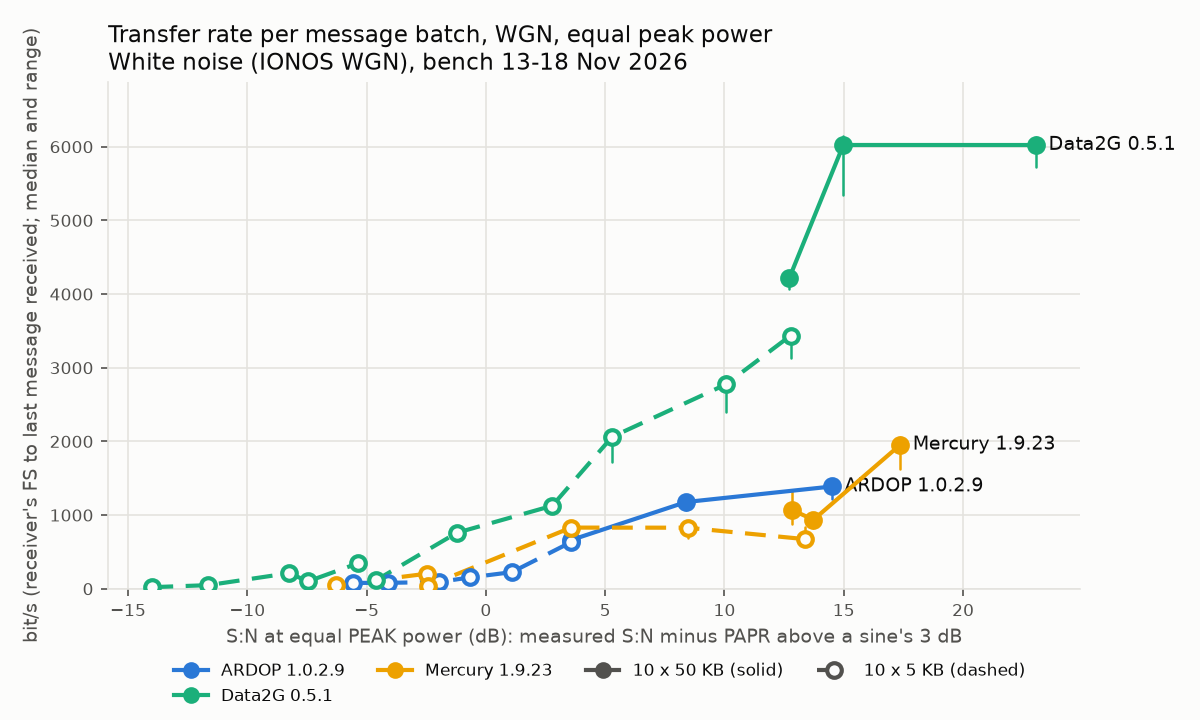 Transfer rate per message batch, WGN, equal peak power
White noise (IONOS WGN), bench 13-18 Nov 2026
bit/s (receiver's FS to last message received; median and range)
6000
5000
4000
3000
2000
1000
0
Data2G 0.5.1
Mercury 1.9.23
ARDOP 1.0.2.9
−15
−10
−5
0
5
10
15
20
S:N at equal PEAK power (dB): measured S:N minus PAPR above a sine's 3 dB
ARDOP 1.0.2.9
Mercury 1.9.23
10 x 50 KB (solid)
10 x 5 KB (dashed)
Data2G 0.5.1